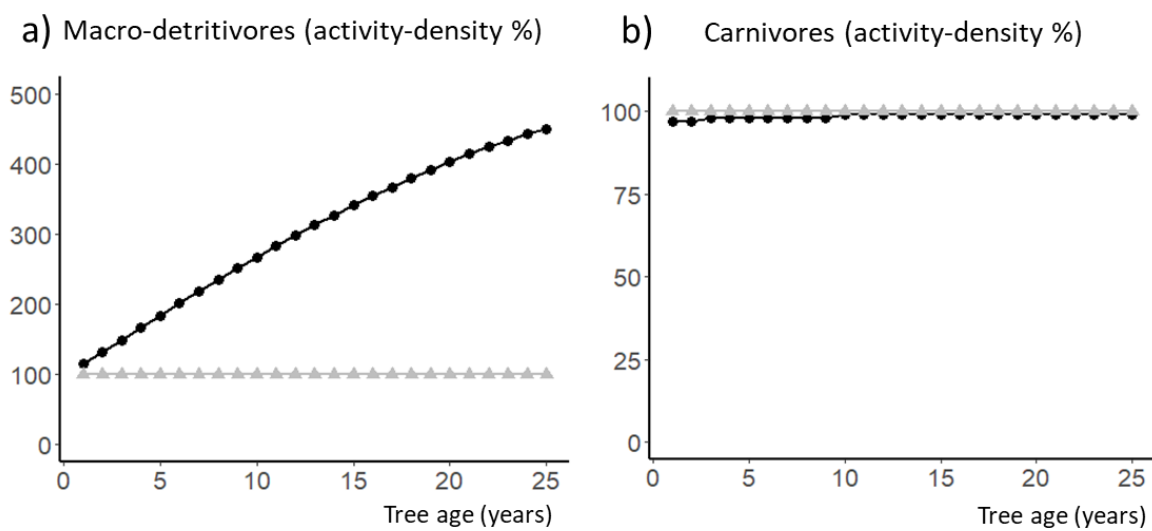 a) Macro-detritivores (activity-density %)
500
400
300
200
100
0
0 5 10 15 20 25
Tree age (years)
b) Carnivores (activity-density %)
100
75
50
25
0
0 5 10 15 20 25
Tree age (years)